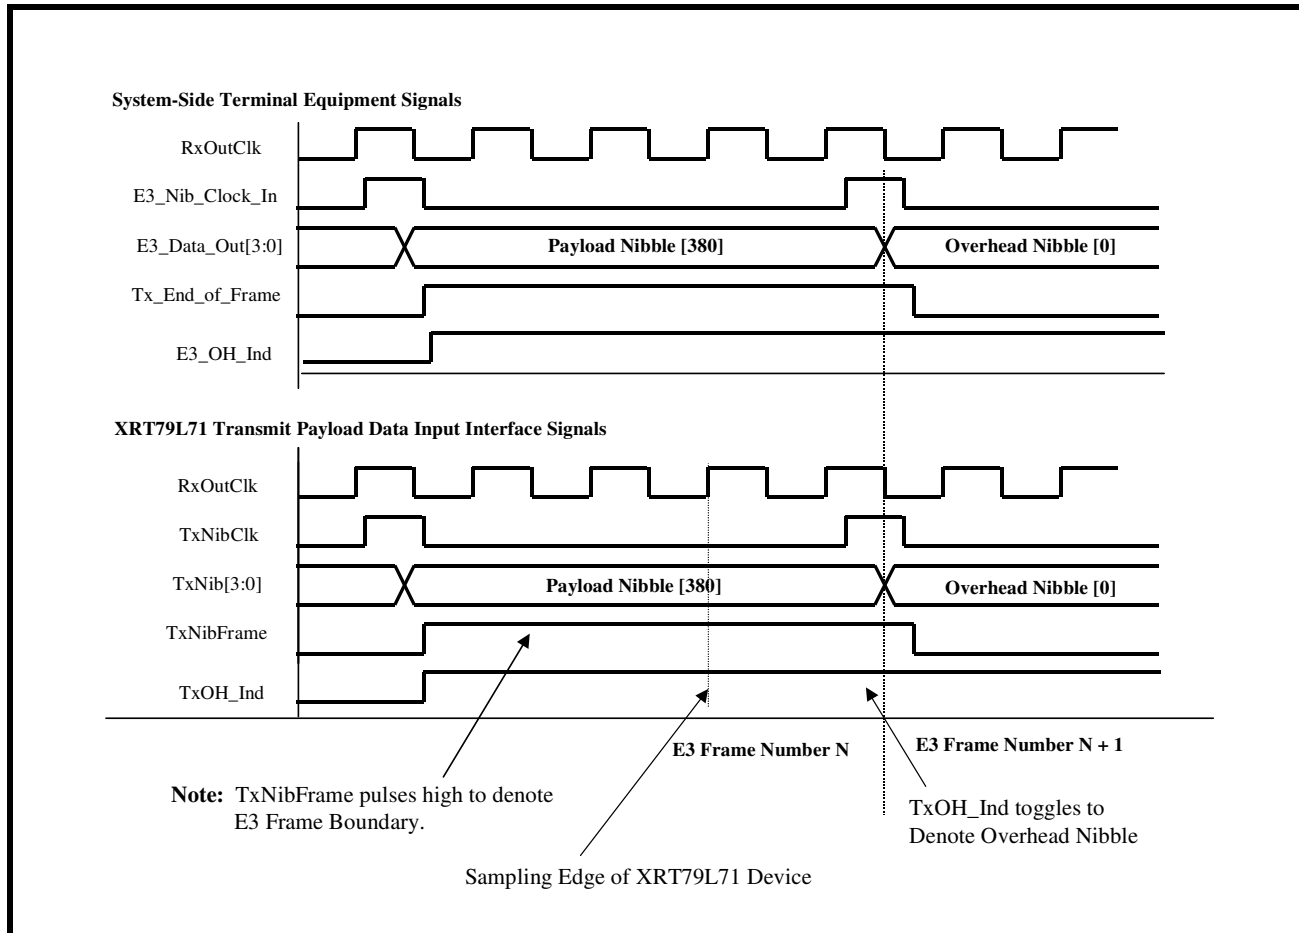 System-Side Terminal Equipment Signals
RxOutClk
E3_Nib_Clock_In
E3_Data_Out[3:0]
Payload Nibble [380]
Overhead Nibble [0]
Tx_End_of_Frame
E3_OH_Ind
XRT79L71 Transmit Payload Data Input Interface Signals
RxOutClk
TxNibClk
TxNib[3:0]
Payload Nibble [380]
Overhead Nibble [0]
TxNibFrame
TxOH_Ind
E3 Frame Number N
E3 Frame Number N + 1
Note: TxNibFrame pulses high to denote
E3 Frame Boundary.
TxOH_Ind toggles to
Denote Overhead Nibble
Sampling Edge of XRT79L71 Device